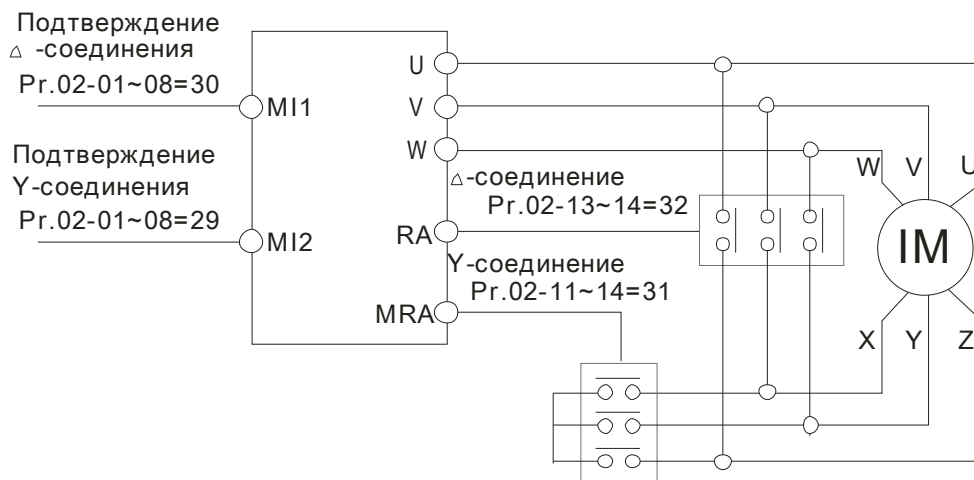 Подтверждение
△ -соединения
Pr.02-01~08=30
MI1
Подтверждение
Y-соединения
Pr.02-01~08=29
MI2
U
V
W
△-соединение
Pr.02-13~14=32
RA
Y-соединение
Pr.02-11~14=31
MRA
W
V
U
IM
X
Y
Z